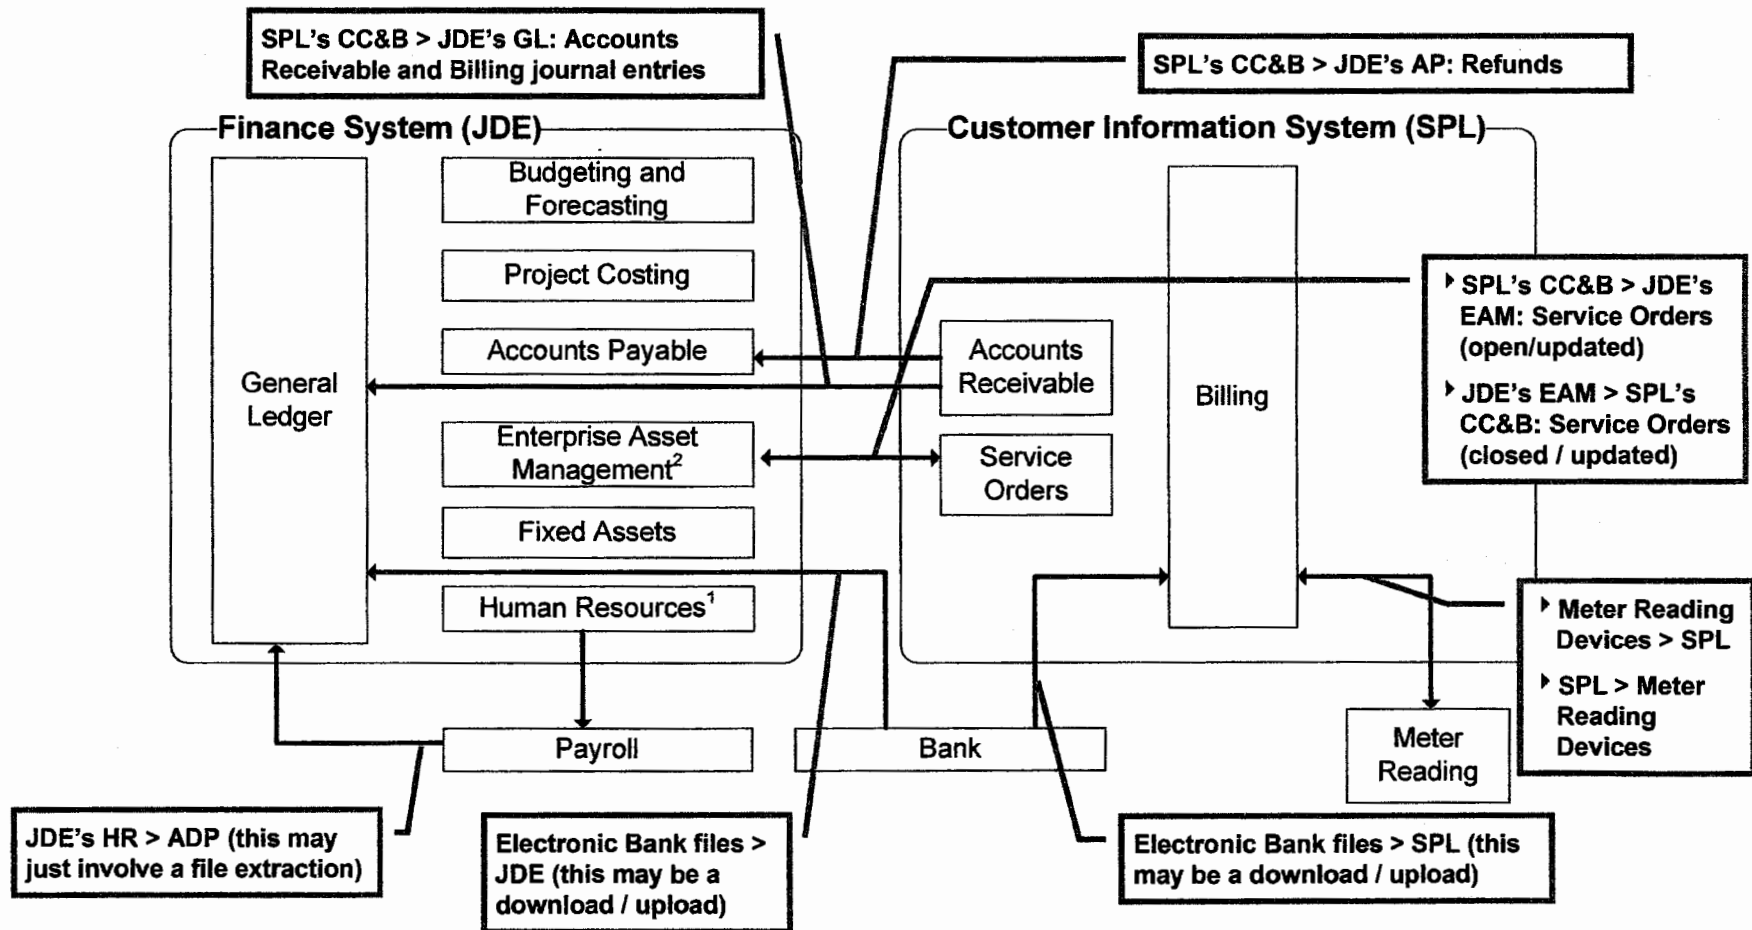 SPL's CC&B > JDE's GL: Accounts
Receivable and Billing journal entries
SPL's CC&B > JDE's AP: Refunds
Finance System (JDE)
Customer Information System (SPL)
General
Ledger
Budgeting and
Forecasting
Project Costing
Accounts Payable
Enterprise Asset
Management²
Fixed Assets
Human Resources¹
Accounts
Receivable
Service
Orders
Billing
‣ SPL's CC&B > JDE's
EAM: Service Orders
(open/updated)
‣ JDE's EAM > SPL's
CC&B: Service Orders
(closed / updated)
‣ Meter Reading
Devices > SPL
‣ SPL > Meter
Reading
Devices
Payroll
Bank
Meter
Reading
JDE's HR > ADP (this may
just involve a file extraction)
Electronic Bank files >
JDE (this may be a
download / upload)
Electronic Bank files > SPL (this
may be a download / upload)